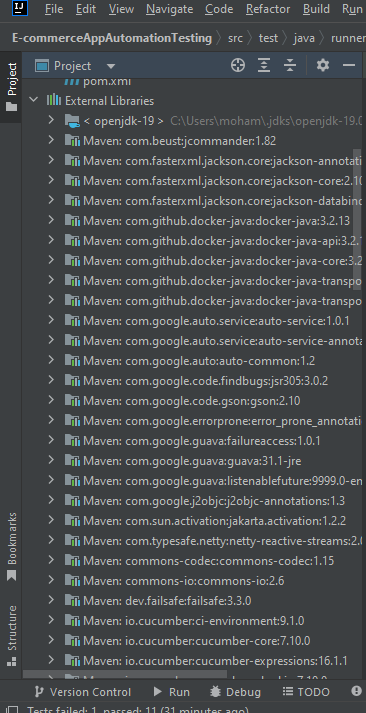 IJ File Edit View Navigate Code Refactor Build Run
E-commerceAppAutomationTesting > src > test > java > runner
Project
Project
pom.xml
External Libraries
< openjdk-19 > C:\Users\moham\.jdks\openjdk-19.0
Maven: com.beust:jcommander:1.82
Maven: com.fasterxml.jackson.core:jackson-annotati
Maven: com.fasterxml.jackson.core:jackson-core:2.10
Maven: com.fasterxml.jackson.core:jackson-databind
Maven: com.github.docker-java:docker-java:3.2.13
Maven: com.github.docker-java:docker-java-api:3.2.1
Maven: com.github.docker-java:docker-java-core:3.2
Maven: com.github.docker-java:docker-java-transpo
Maven: com.github.docker-java:docker-java-transpo
Maven: com.google.auto.service:auto-service:1.0.1
Maven: com.google.auto.service:auto-service-annota
Maven: com.google.auto:auto-common:1.2
Maven: com.google.code.findbugs:jsr305:3.0.2
Maven: com.google.code.gson:gson:2.10
Maven: com.google.errorprone:error_prone_annotati
Maven: com.google.guava:failureaccess:1.0.1
Maven: com.google.guava:guava:31.1-jre
Maven: com.google.guava:listenablefuture:9999.0-em
Maven: com.google.j2objc:j2objc-annotations:1.3
Maven: com.sun.activation:jakarta.activation:1.2.2
Maven: com.typesafe.netty:netty-reactive-streams:2.0
Maven: commons-codec:commons-codec:1.15
Maven: commons-io:commons-io:2.6
Maven: dev.failsafe:failsafe:3.3.0
Maven: io.cucumber:ci-environment:9.1.0
Maven: io.cucumber:cucumber-core:7.10.0
Maven: io.cucumber:cucumber-expressions:16.1.1
Bookmarks
Structure
Version Control Run Debug TODO
Tests failed: 1, passed: 11 (31 minutes ago)